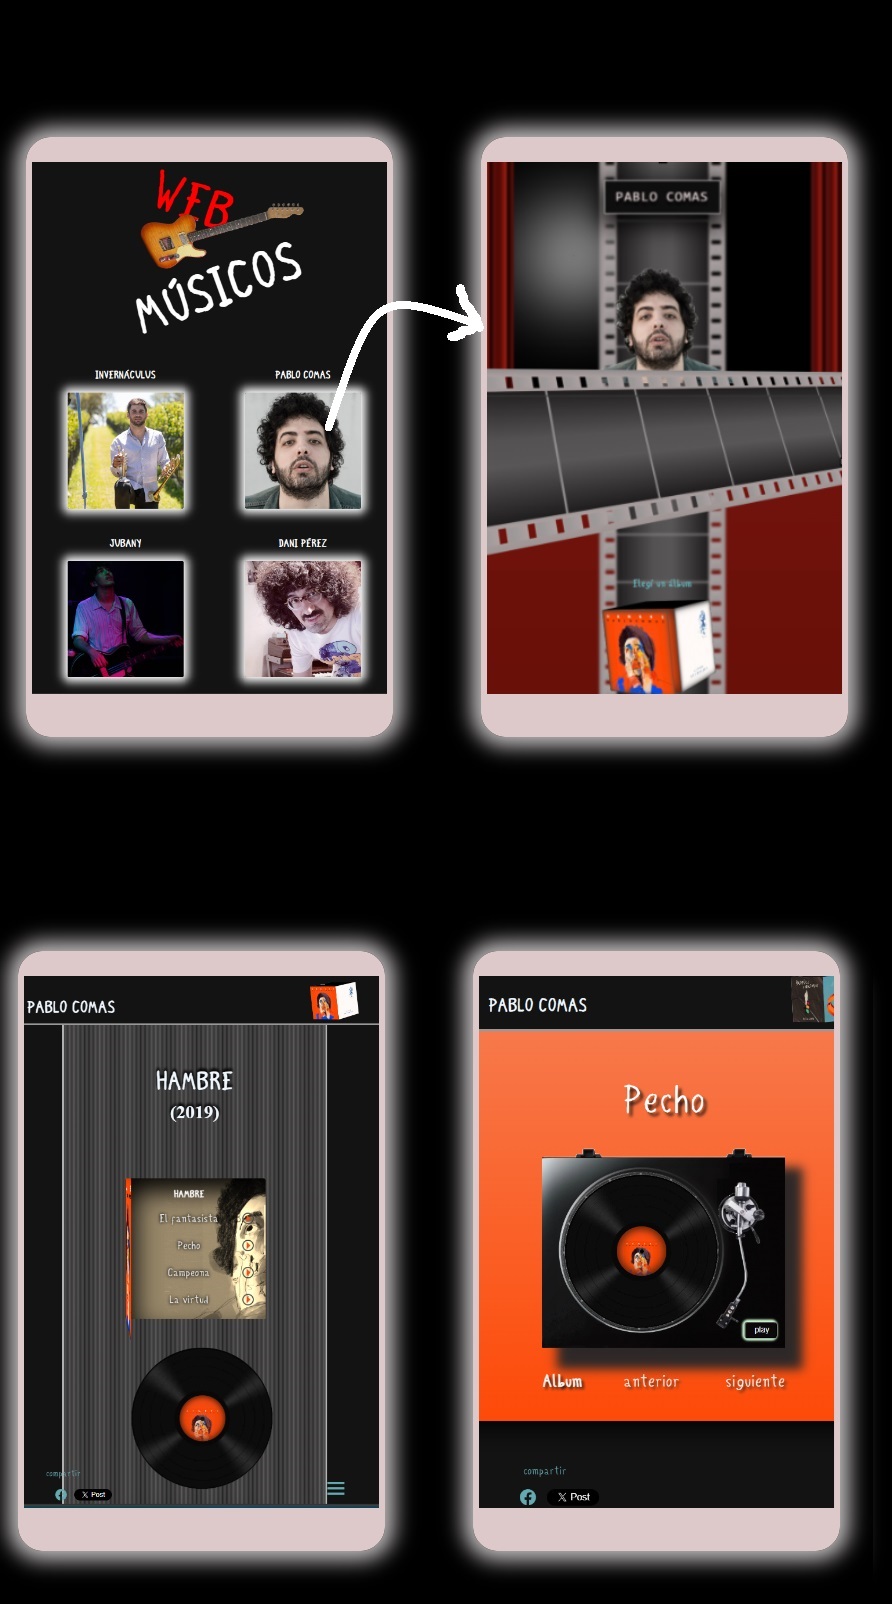 WEB
MÚSICOS
INVERNÁCULUS
PABLO COMAS
JUBANY
DANI PÉREZ
PABLO COMAS
Elegí un álbum
HAMBRE
PABLO COMAS
HAMBRE
(2019)
HAMBRE
El fantasista
Pecho
Campeona
La virtud
compartir
Post
PABLO COMAS
Pecho
play
Album anterior siguiente
compartir
Post